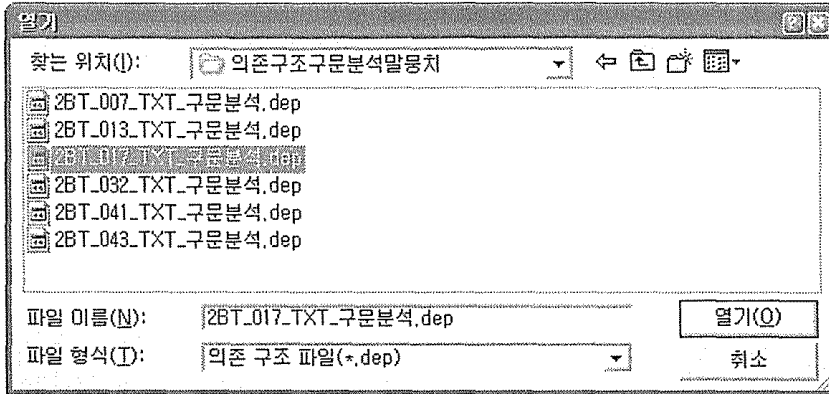 열기
찾는 위치(I): 의존구조구문분석말뭉치
2BT_007_TXT_구문분석.dep
2BT_013_TXT_구문분석.dep
2BT_017_TXT_구문분석.dep
2BT_032_TXT_구문분석.dep
2BT_041_TXT_구문분석.dep
2BT_043_TXT_구문분석.dep
파일 이름(N): 2BT_017_TXT_구문분석.dep 열기(O)
파일 형식(T): 의존 구조 파일(*.dep) 취소